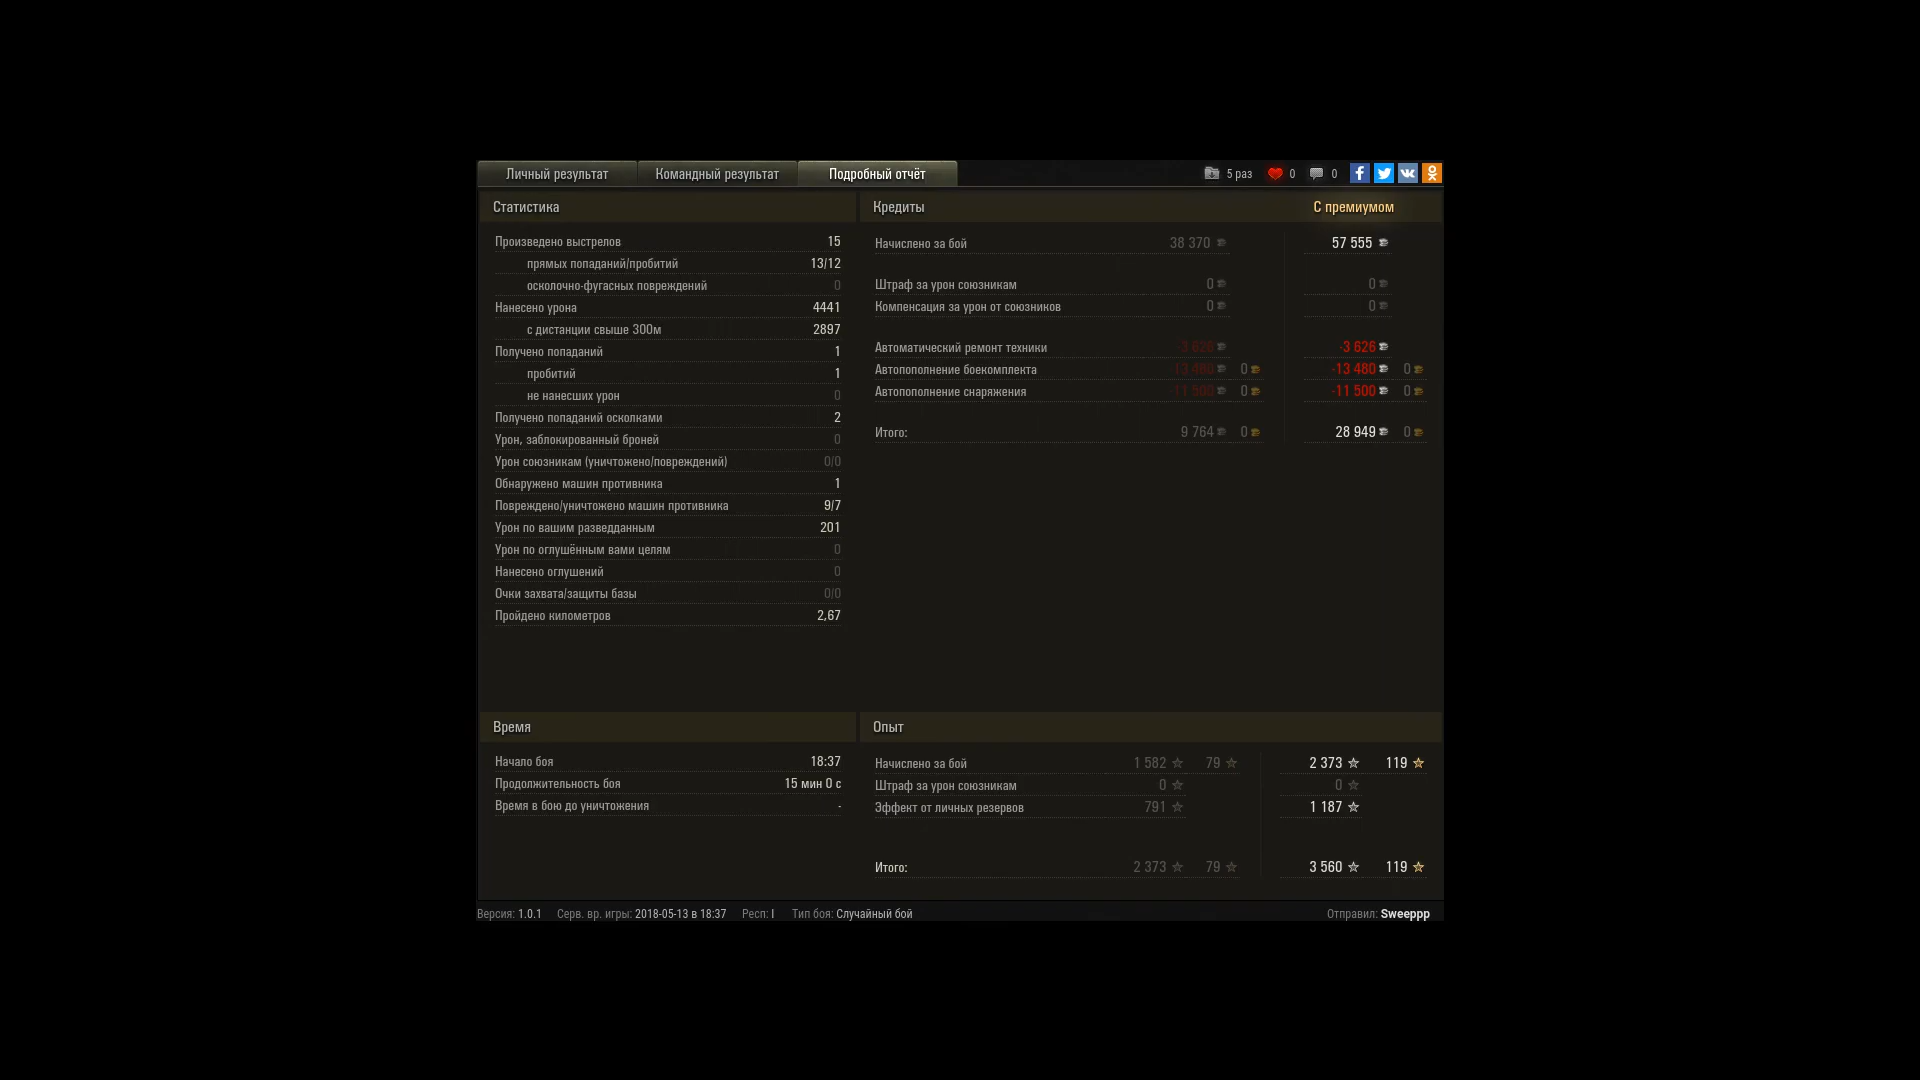 Личный результат Командный результат Подробный отчёт 5 раз 0 0
Статистика
Произведено выстрелов 15
прямых попаданий/пробитий 13/12
осколочно-фугасных повреждений 0
Нанесено урона 4441
с дистанции свыше 300м 2897
Получено попаданий 1
пробитий 1
не нанесших урон 0
Получено попаданий осколками 2
Урон, заблокированный броней 0
Урон союзникам (уничтожено/повреждений) 0/0
Обнаружено машин противника 1
Повреждено/уничтожено машин противника 9/7
Урон по вашим разведданным 201
Урон по оглушённым вами целям 0
Нанесено оглушений 0
Очки захвата/защиты базы 0/0
Пройдено километров 2,67
Кредиты С премиумом
Начислено за бой 38 370 57 555
Штраф за урон союзникам 0 0
Компенсация за урон от союзников 0 0
Автоматический ремонт техники -3 626 -3 626
Автопополнение боекомплекта -13 480 0 -13 480 0
Автопополнение снаряжения -11 500 0 -11 500 0
Итого: 9 764 0 28 949 0
Время
Начало боя 18:37
Продолжительность боя 15 мин 0 с
Время в бою до уничтожения -
Опыт
Начислено за бой 1 582 79 2 373 119
Штраф за урон союзникам 0 0
Эффект от личных резервов 791 1 187
Итого: 2 373 79 3 560 119
Версия: 1.0.1 Серв. вр. игры: 2018-05-13 в 18:37 Респ: I Тип боя: Случайный бой Отправил: Sweeppp